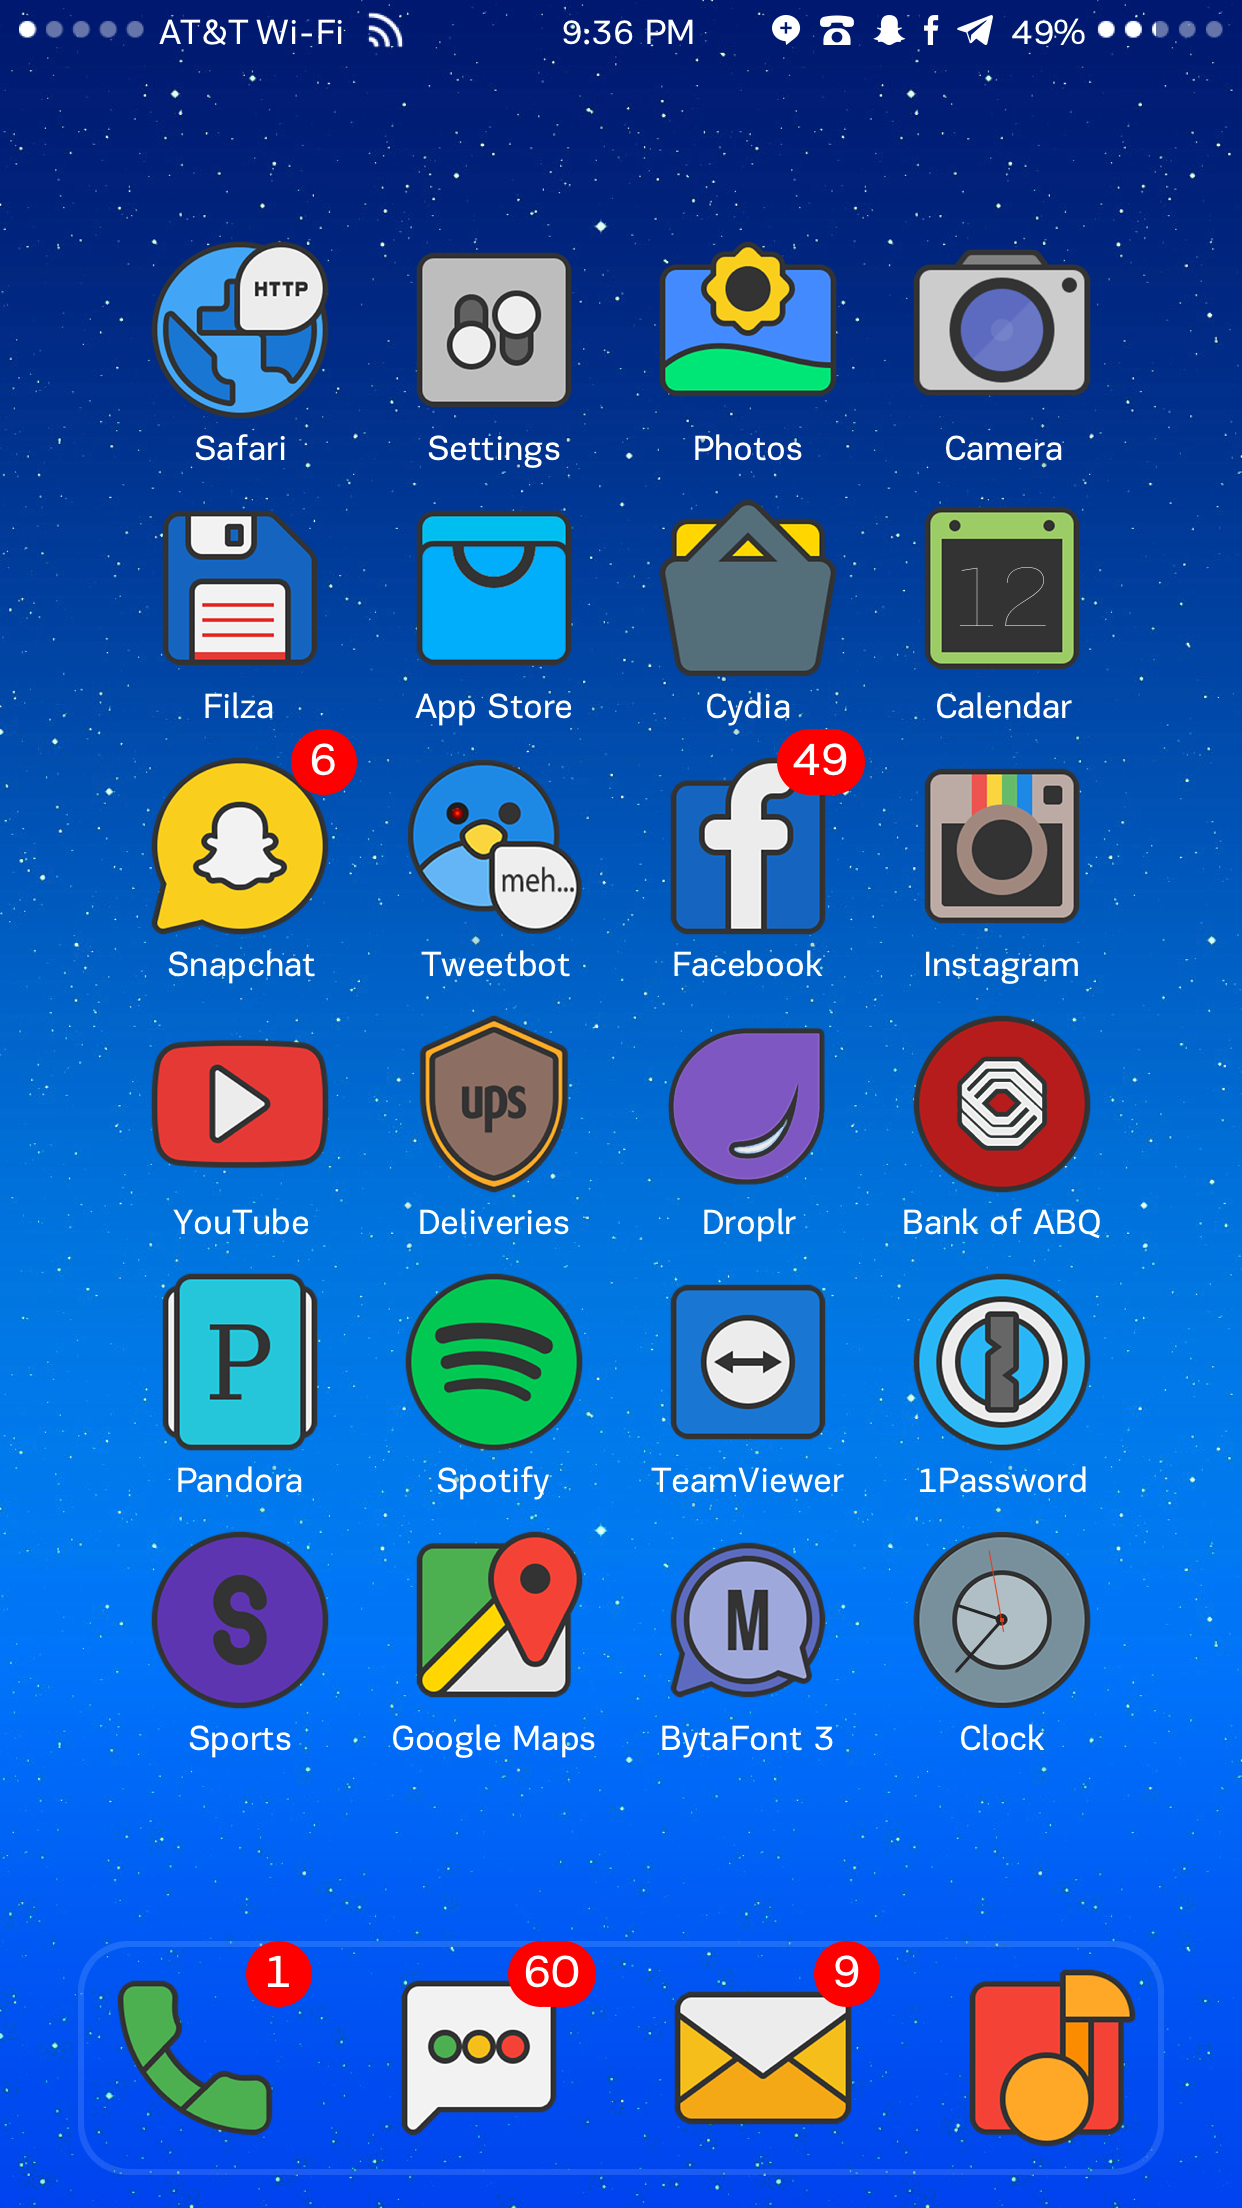 AT&T Wi-Fi 9:36 PM 49%
HTTP
Safari Settings Photos Camera
12
Filza App Store Cydia Calendar
6 49
meh...
Snapchat Tweetbot Facebook Instagram
ups
YouTube Deliveries Droplr Bank of ABQ
P
Pandora Spotify TeamViewer 1Password
S M
Sports Google Maps BytaFont 3 Clock
1 60 9